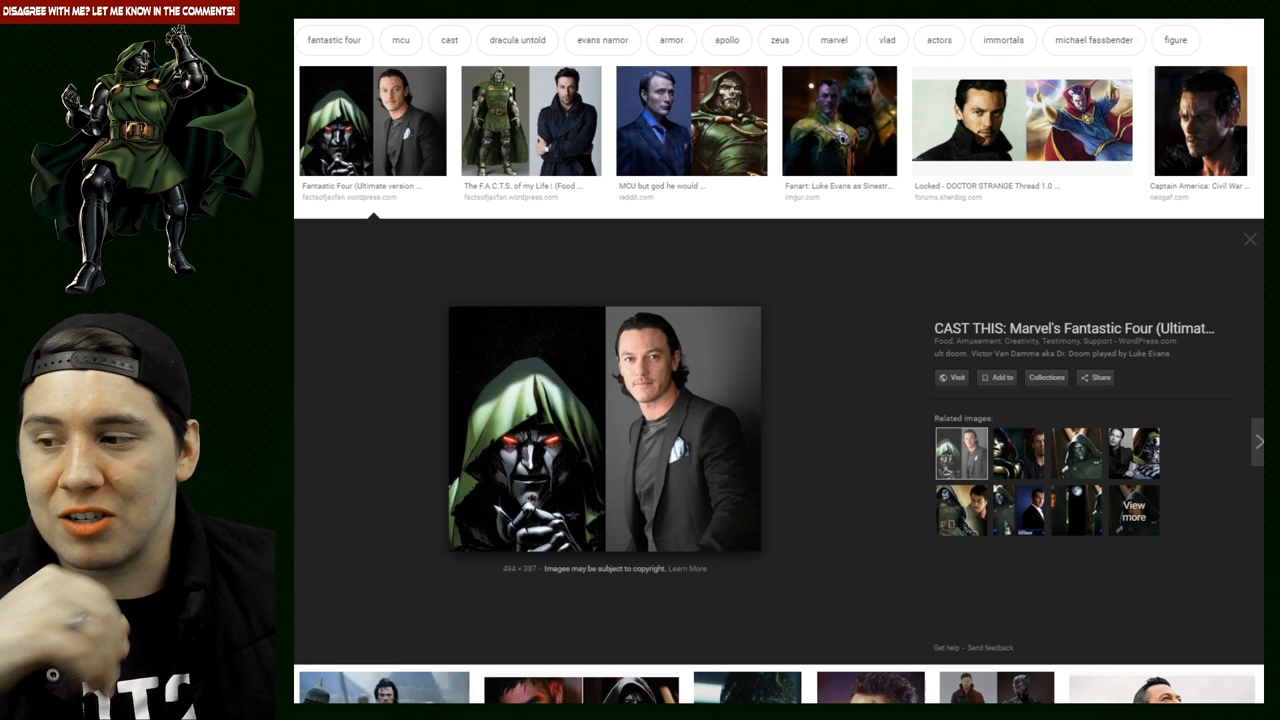 DISAGREE WITH ME? LET ME KNOW IN THE COMMENTS!
fantastic four
mcu
cast
dracula untold
evans namor
armor
apollo
zeus
marvel
vlad
actors
immortals
michael fassbender
figure
Fantastic Four (Ultimate version ...
factsofjaxfan.wordpress.com
The F.A.C.T.S. of my Life | (Food ...
factsofjaxfan.wordpress.com
MCU but god he would ...
reddit.com
Fanart: Luke Evans as Sinestr...
imgur.com
Locked - DOCTOR STRANGE Thread 1.0 ...
forums.sherdog.com
Captain America: Civil War ...
neogaf.com
CAST THIS: Marvel's Fantastic Four (Ultimat...
Food, Amusement, Creativity, Testimony, Support - WordPress.com
ult doom. Victor Van Damme aka Dr. Doom played by Luke Evans
Visit
Add to
Collections
Share
Related images:
View
more
494 × 387 - Images may be subject to copyright. Learn More
Get help - Send feedback